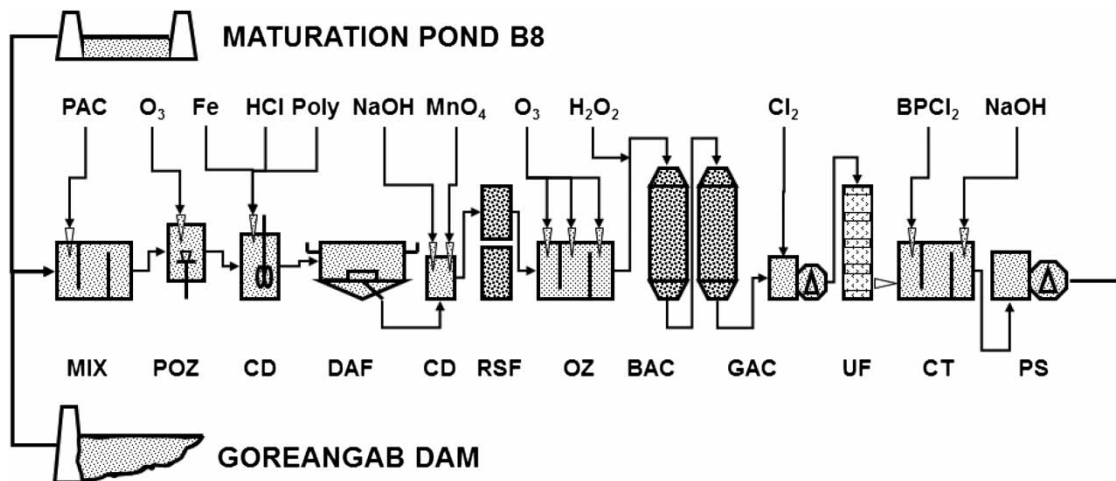 MATURATION POND B8
PAC O₃ Fe HCl Poly NaOH MnO₄ O₃ H₂O₂ Cl₂ BPCl₂ NaOH
MIX POZ CD DAF CD RSF OZ BAC GAC UF CT PS
GOREANGAB DAM